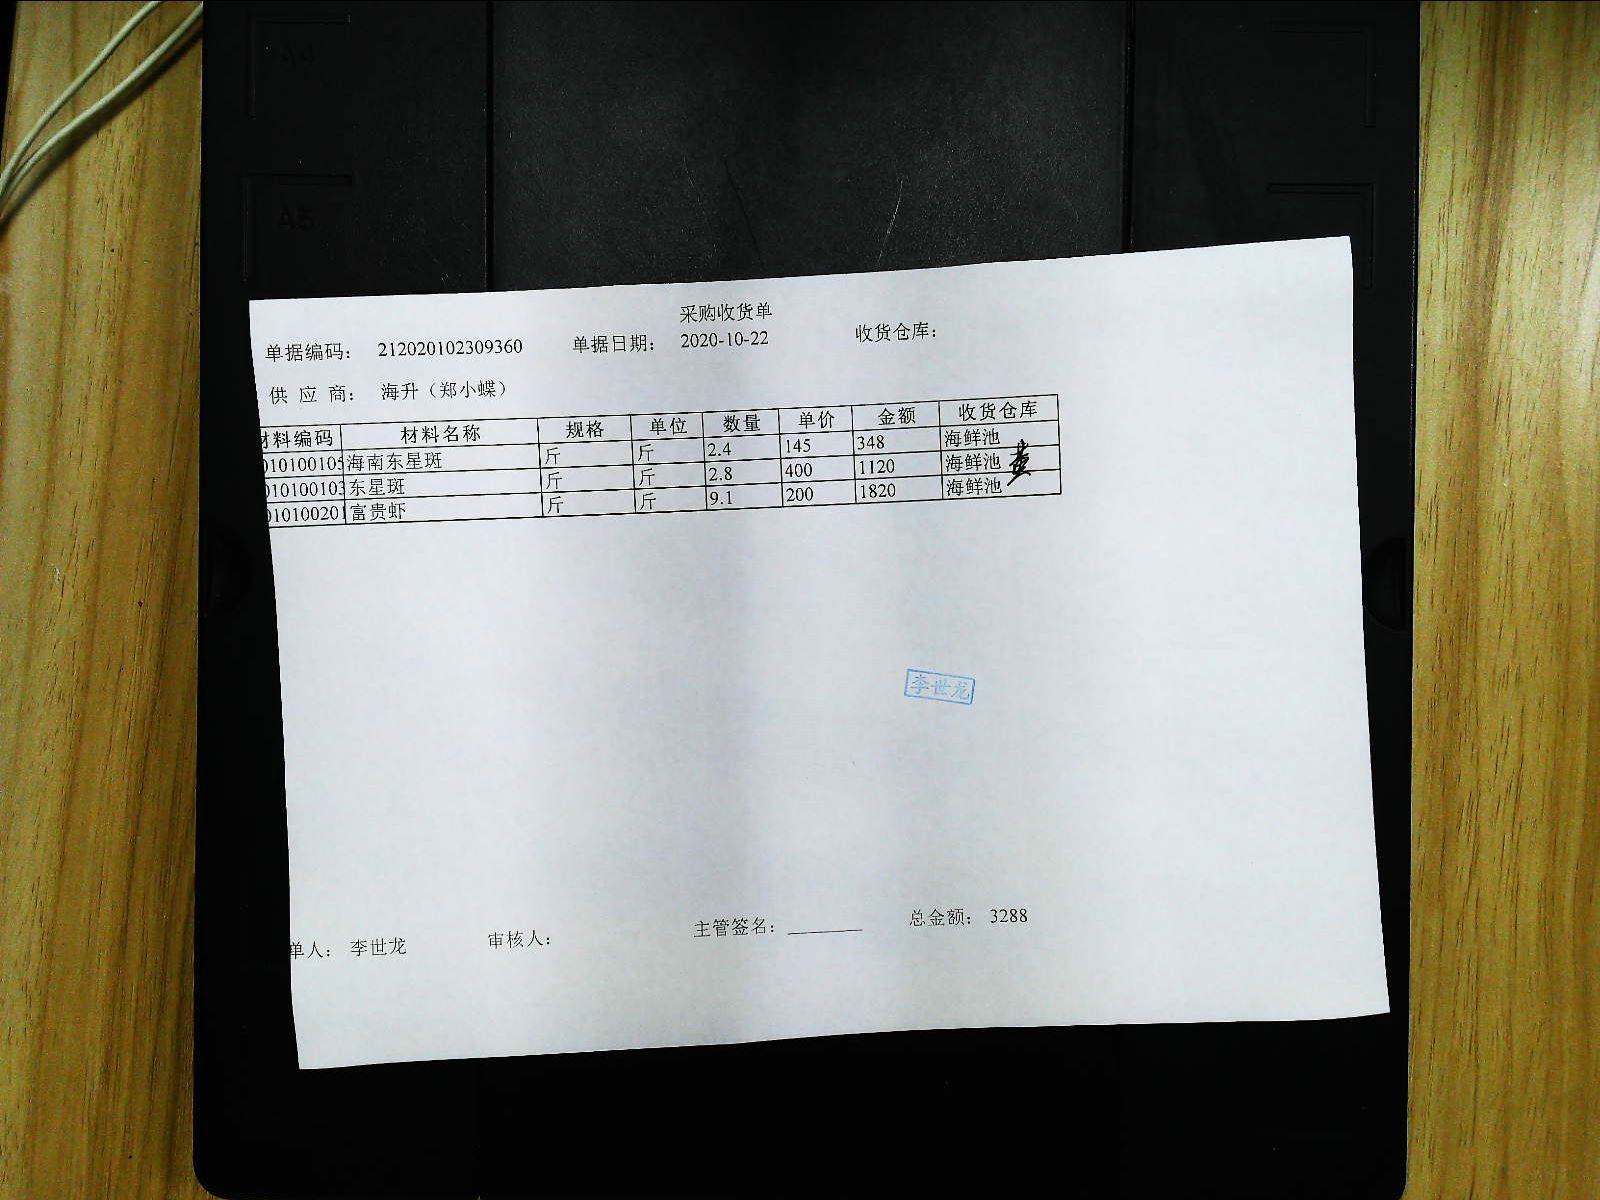 采购收货单
单据编码： 212020102309360 单据日期： 2020-10-22 收货仓库：
供 应 商： 海升（郑小蝶）
材料编码 材料名称 规格 单位 数量 单价 金额 收货仓库
010100105 海南东星斑 斤 斤 2.4 145 348 海鲜池
010100103 东星斑 斤 斤 2.8 400 1120 海鲜池
010100201 富贵虾 斤 斤 9.1 200 1820 海鲜池
李世龙
单人： 李世龙 审核人： 主管签名： 总金额： 3288
A5